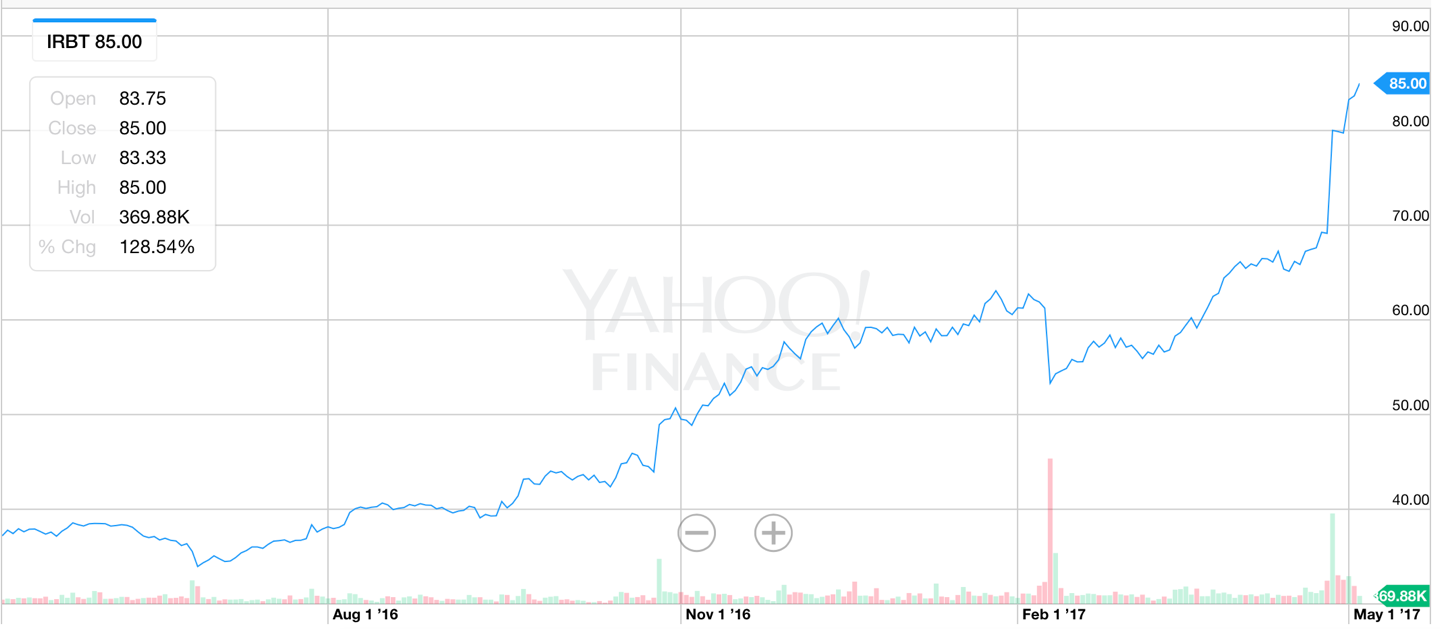 IRBT 85.00
Open 83.75
Close 85.00
Low 83.33
High 85.00
Vol 369.88K
% Chg 128.54%
YAHOO!
FINANCE
90.00
85.00
80.00
70.00
60.00
50.00
40.00
69.88K
Aug 1 ’16
Nov 1 ’16
Feb 1 ’17
May 1 ’17